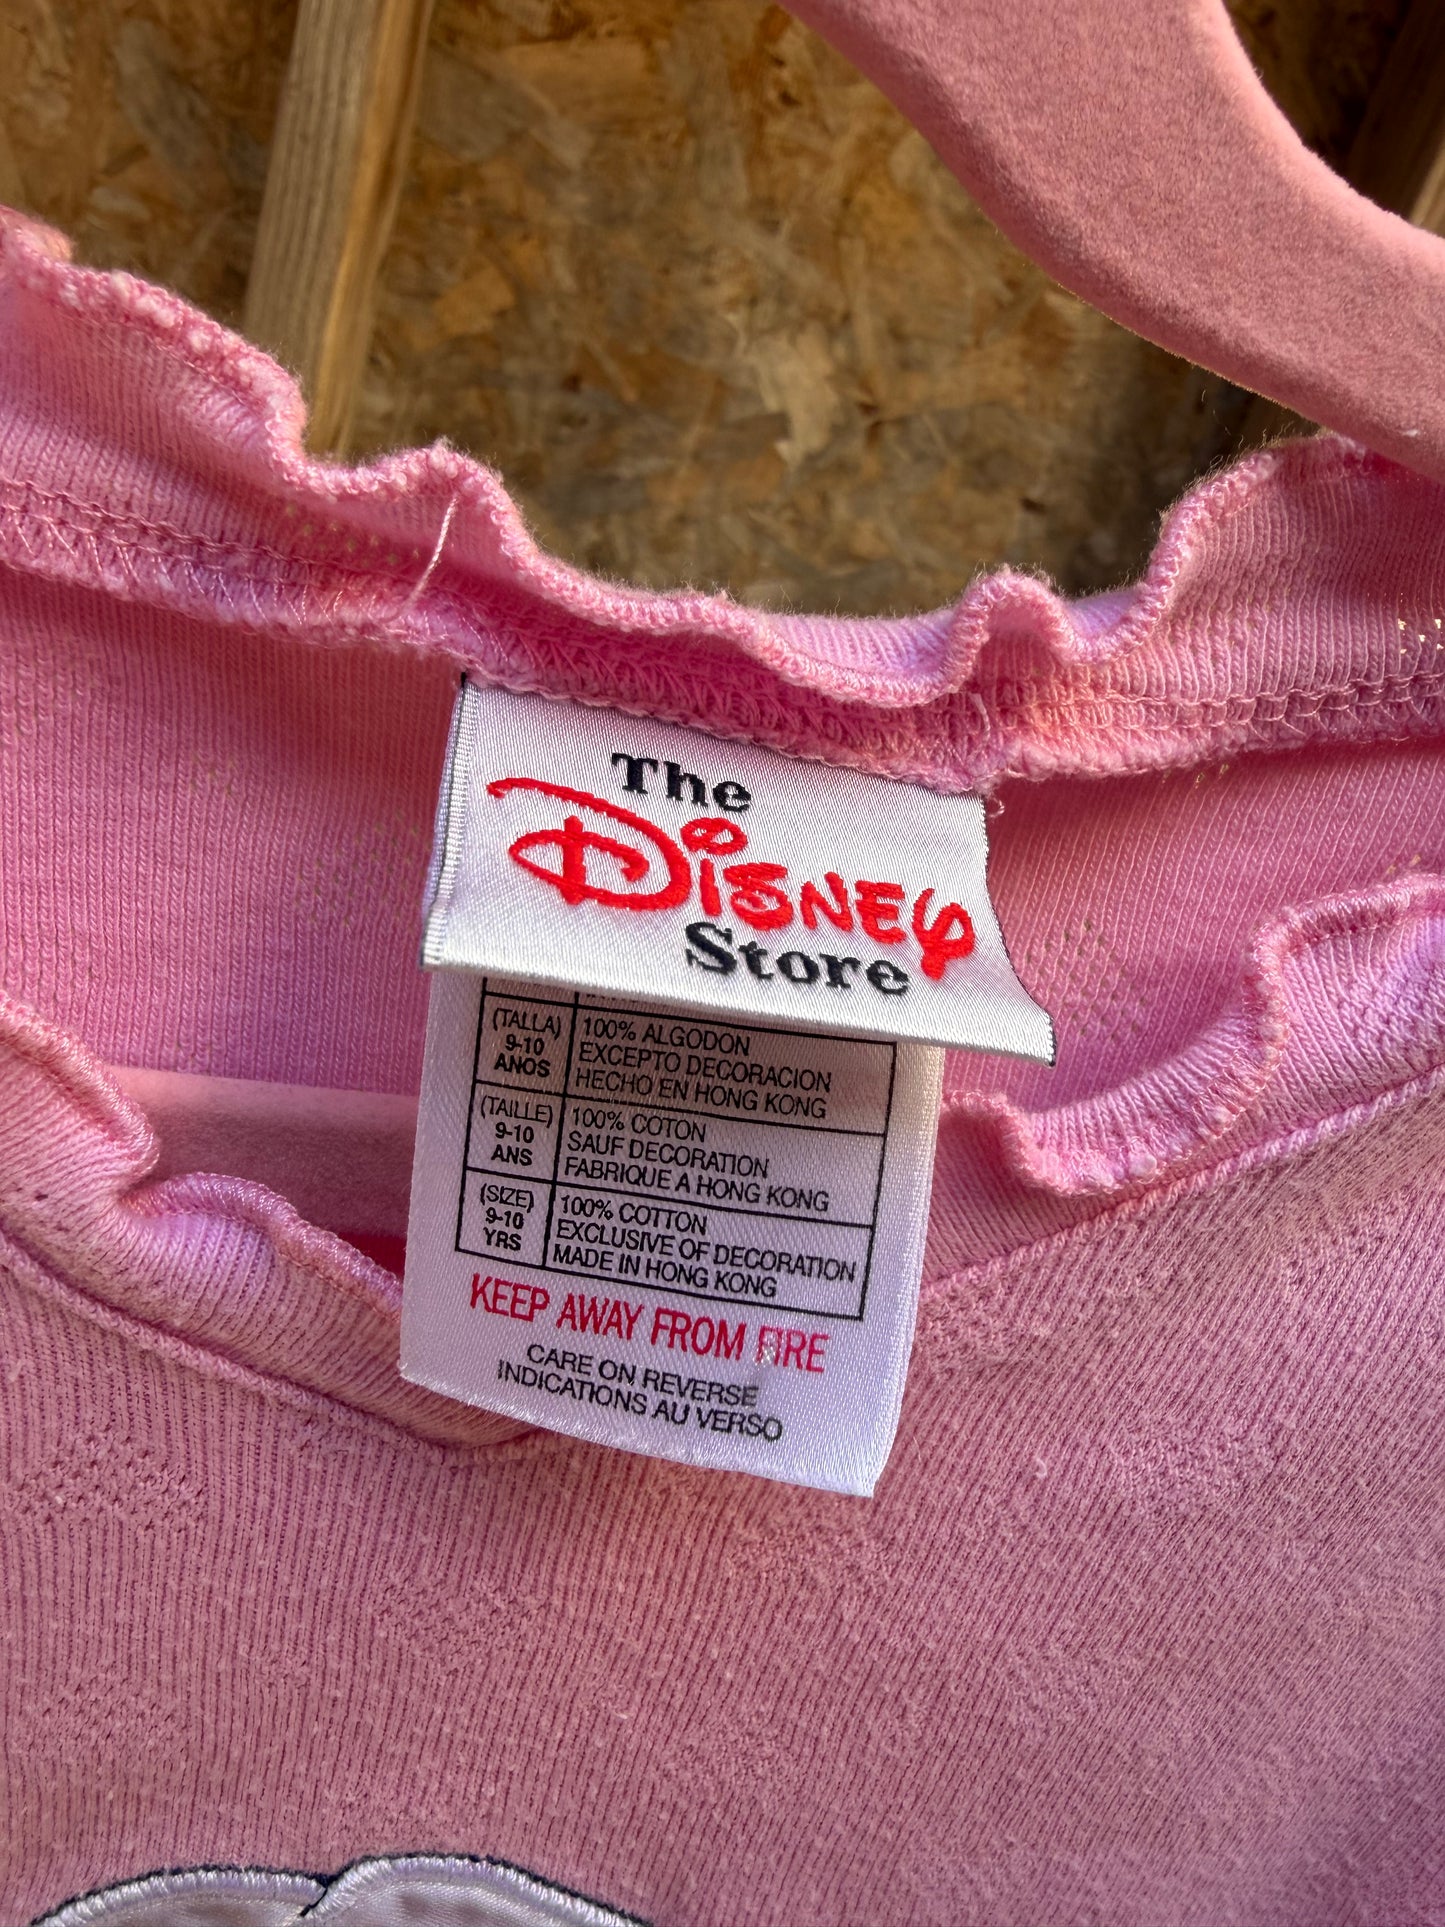 The
Disney
Store
(TALLA)
9-10
ANOS
100% ALGODON
EXCEPTO DECORACION
HECHO EN HONG KONG
(TAILLE)
9-10
ANS
100% COTON
SAUF DECORATION
FABRIQUE A HONG KONG
(SIZE)
9-10
YRS
100% COTTON
EXCLUSIVE OF DECORATION
MADE IN HONG KONG
KEEP AWAY FROM FIRE
CARE ON REVERSE
INDICATIONS AU VERSO